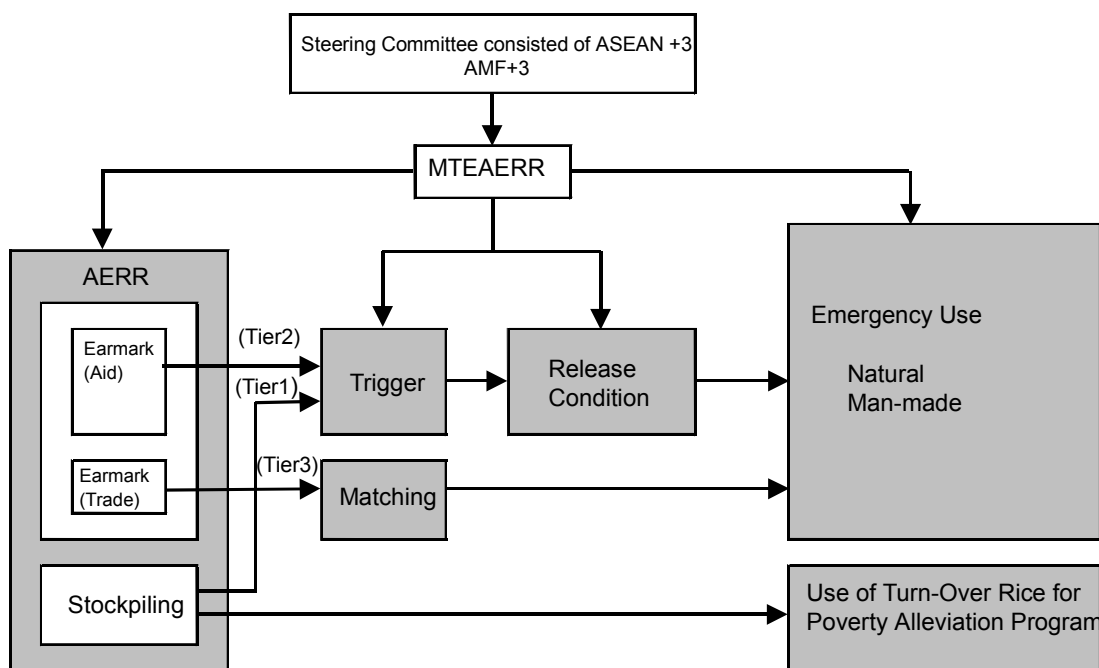 Steering Committee consisted of ASEAN +3
AMF+3
MTEAERR
AERR
Earmark
(Aid)
(Tier2)
(Tier1)
Trigger
Release
Condition
Emergency Use
Natural
Man-made
Earmark
(Trade)
(Tier3)
Matching
Stockpiling
Use of Turn-Over Rice for
Poverty Alleviation Program